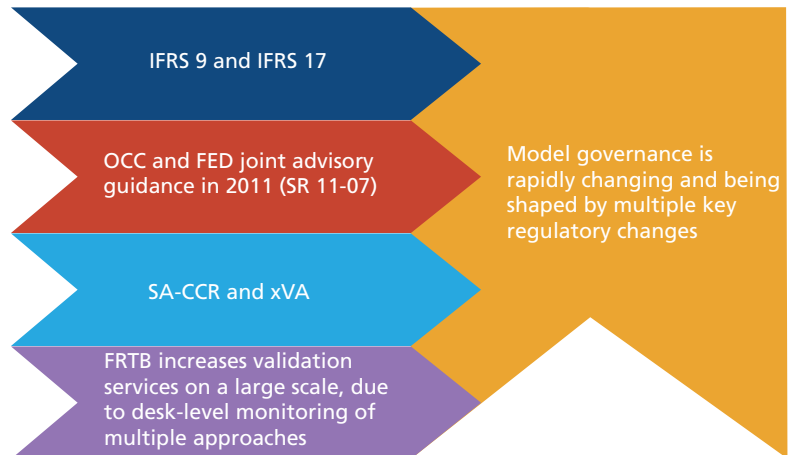 IFRS 9 and IFRS 17
OCC and FED joint advisory
guidance in 2011 (SR 11-07)
SA-CCR and xVA
FRTB increases validation
services on a large scale, due
to desk-level monitoring of
multiple approaches
Model governance is
rapidly changing and being
shaped by multiple key
regulatory changes